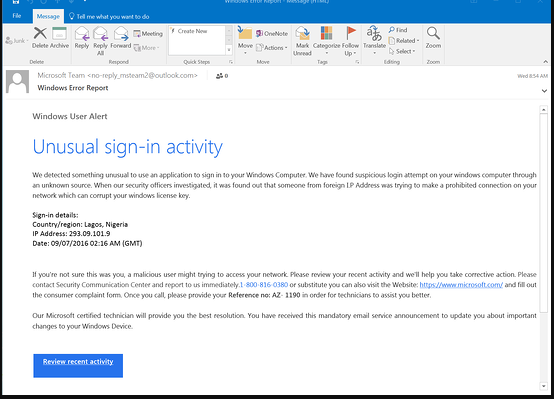 Windows Error Report - Message (HTML)
File Message Tell me what you want to do
Junk Delete Archive Reply Reply All Forward Meeting More Create New Move OneNote Actions Mark Unread Categorize Follow Up Translate Find Related Select Zoom
Delete Respond Quick Steps Move Tags Editing Zoom
Microsoft Team <no-reply_msteam2@outlook.com> 0 Wed 8:54 AM
Windows Error Report
Windows User Alert
Unusual sign-in activity
We detected something unusual to use an application to sign in to your Windows Computer. We have found suspicious login attempt on your windows computer through
an unknown source. When our security officers investigated, it was found out that someone from foreign I.P Address was trying to make a prohibited connection on your
network which can corrupt your windows license key.
Sign-in details:
Country/region: Lagos, Nigeria
IP Address: 293.09.101.9
Date: 09/07/2016 02:16 AM (GMT)
If you're not sure this was you, a malicious user might trying to access your network. Please review your recent activity and we'll help you take corrective action. Please
contact Security Communication Center and report to us immediately.1-800-816-0380 or substitute you can also visit the Website: https://www.microsoft.com/ and fill out
the consumer complaint form. Once you call, please provide your Reference no: AZ- 1190 in order for technicians to assist you better.
Our Microsoft certified technician will provide you the best resolution. You have received this mandatory email service announcement to update you about important
changes to your Windows Device.
Review recent activity